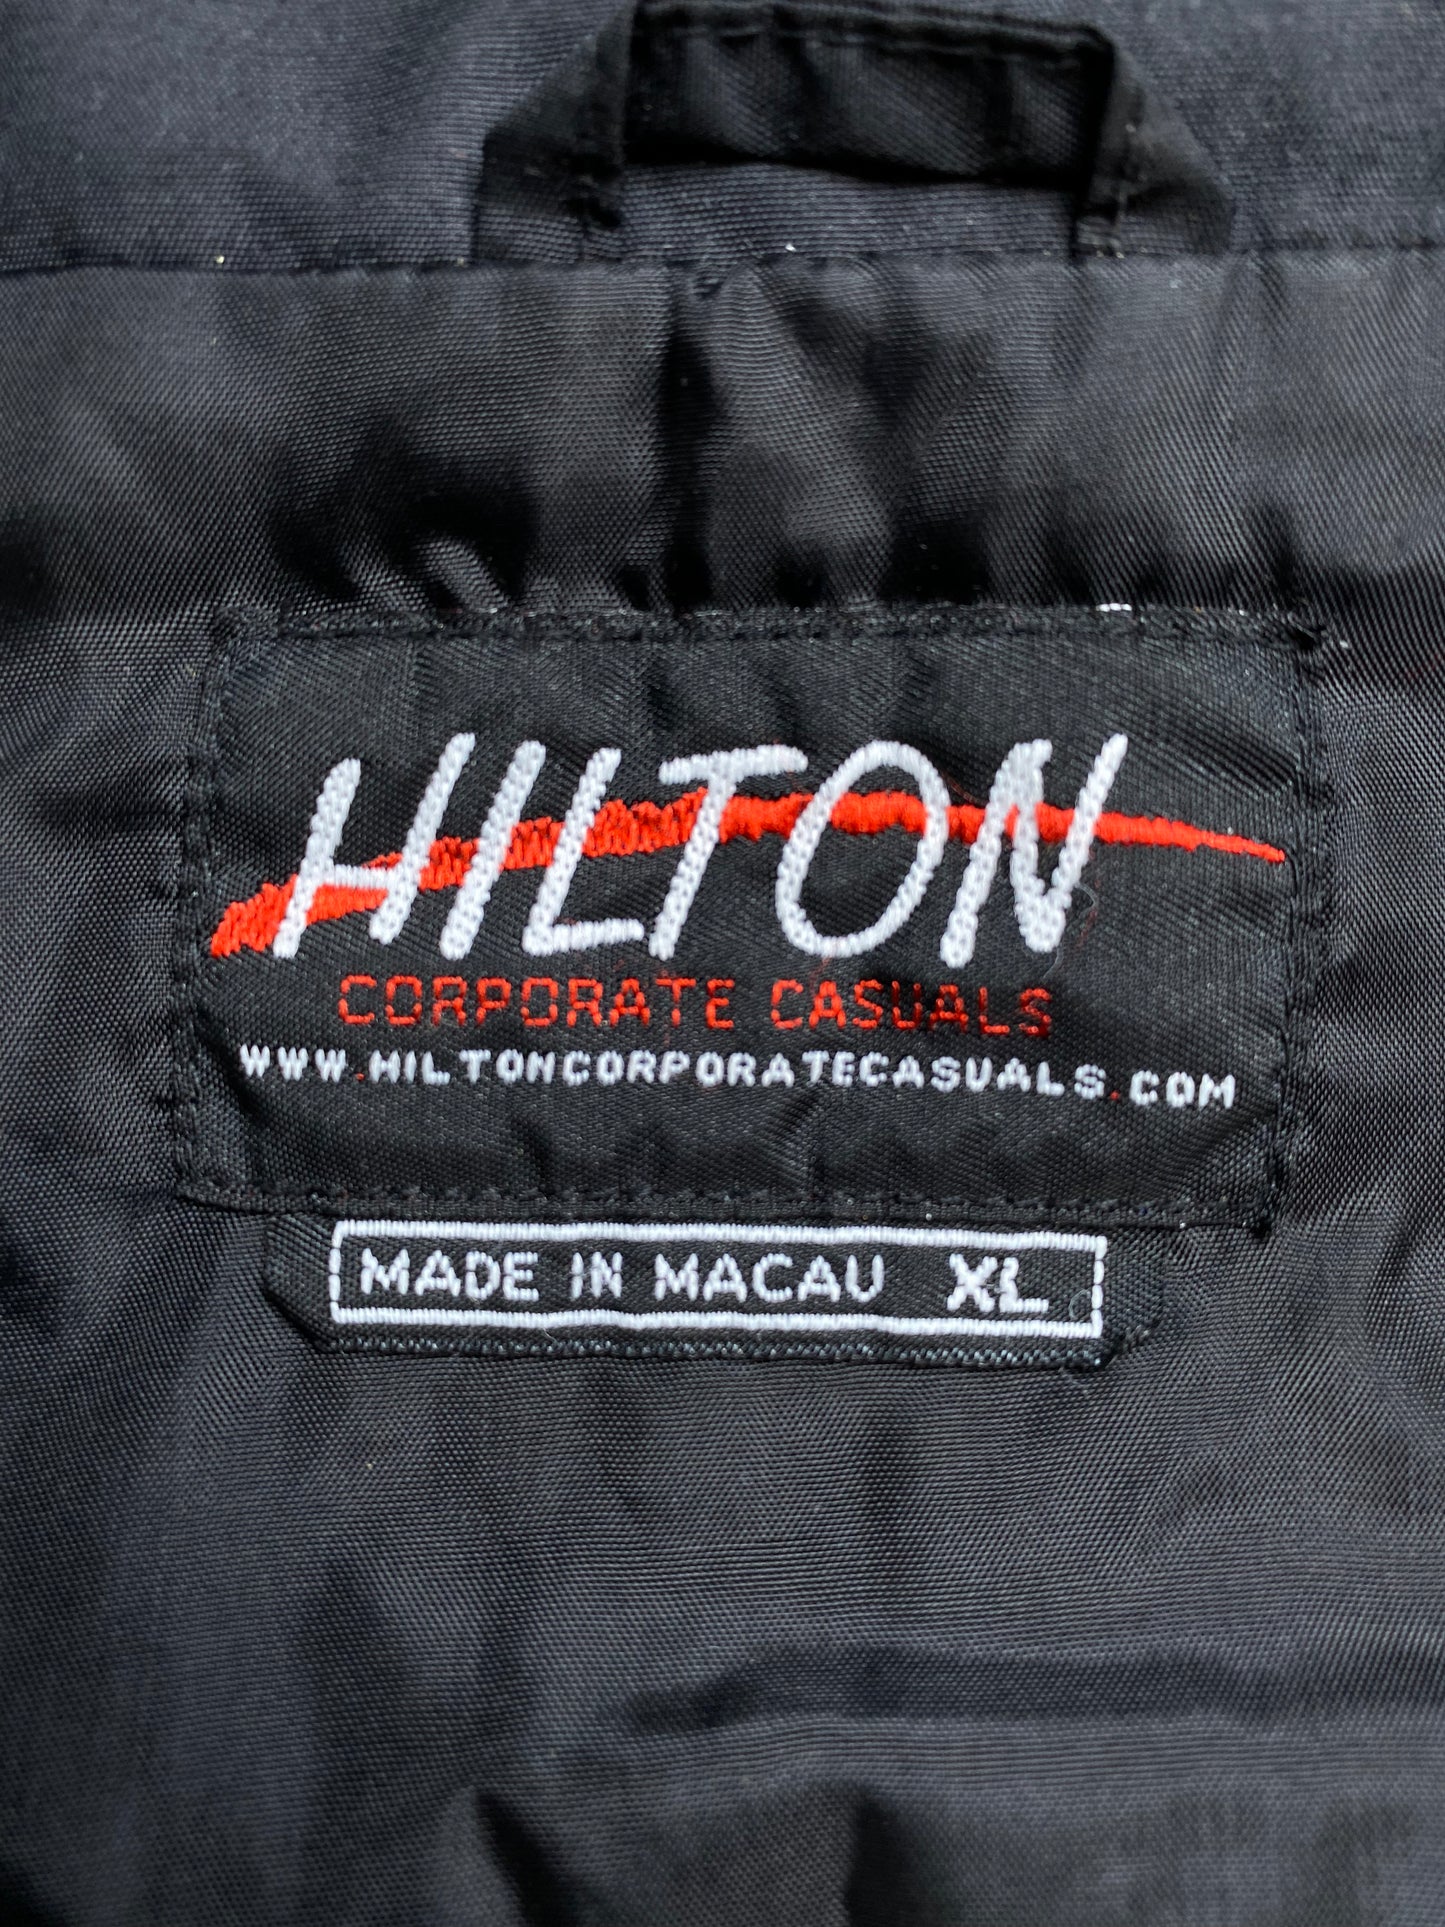 HILTON
CORPORATE CASUALS
WWW.HILTONCORPORATECASUALS.COM
MADE IN MACAU XL